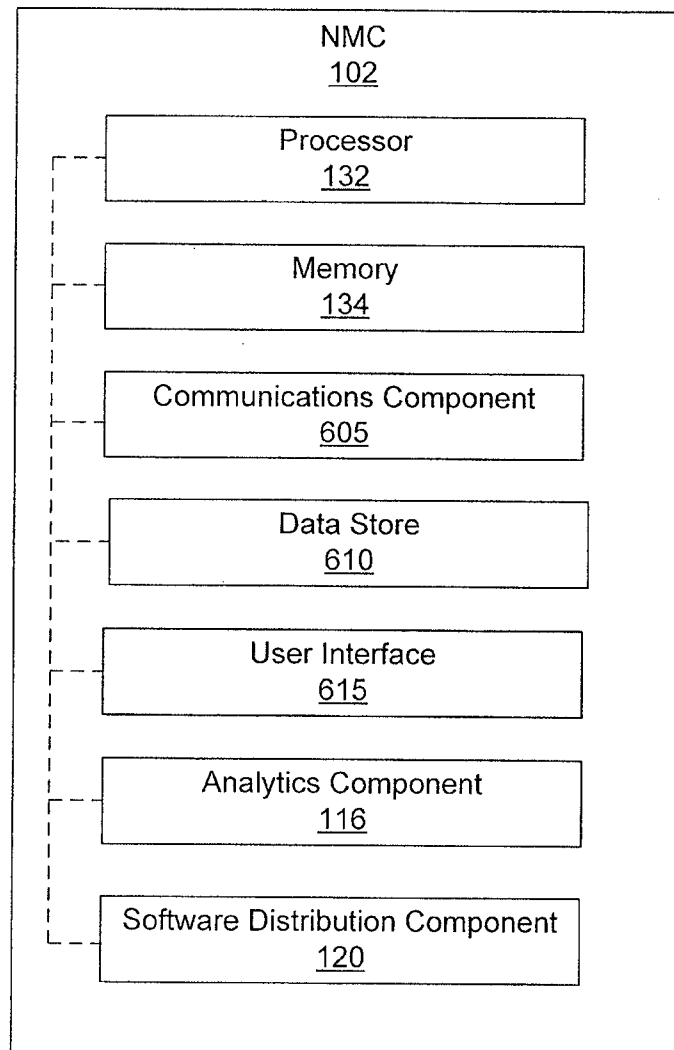 NMC
102
Processor
132
Memory
134
Communications Component
605
Data Store
610
User Interface
615
Analytics Component
116
Software Distribution Component
120